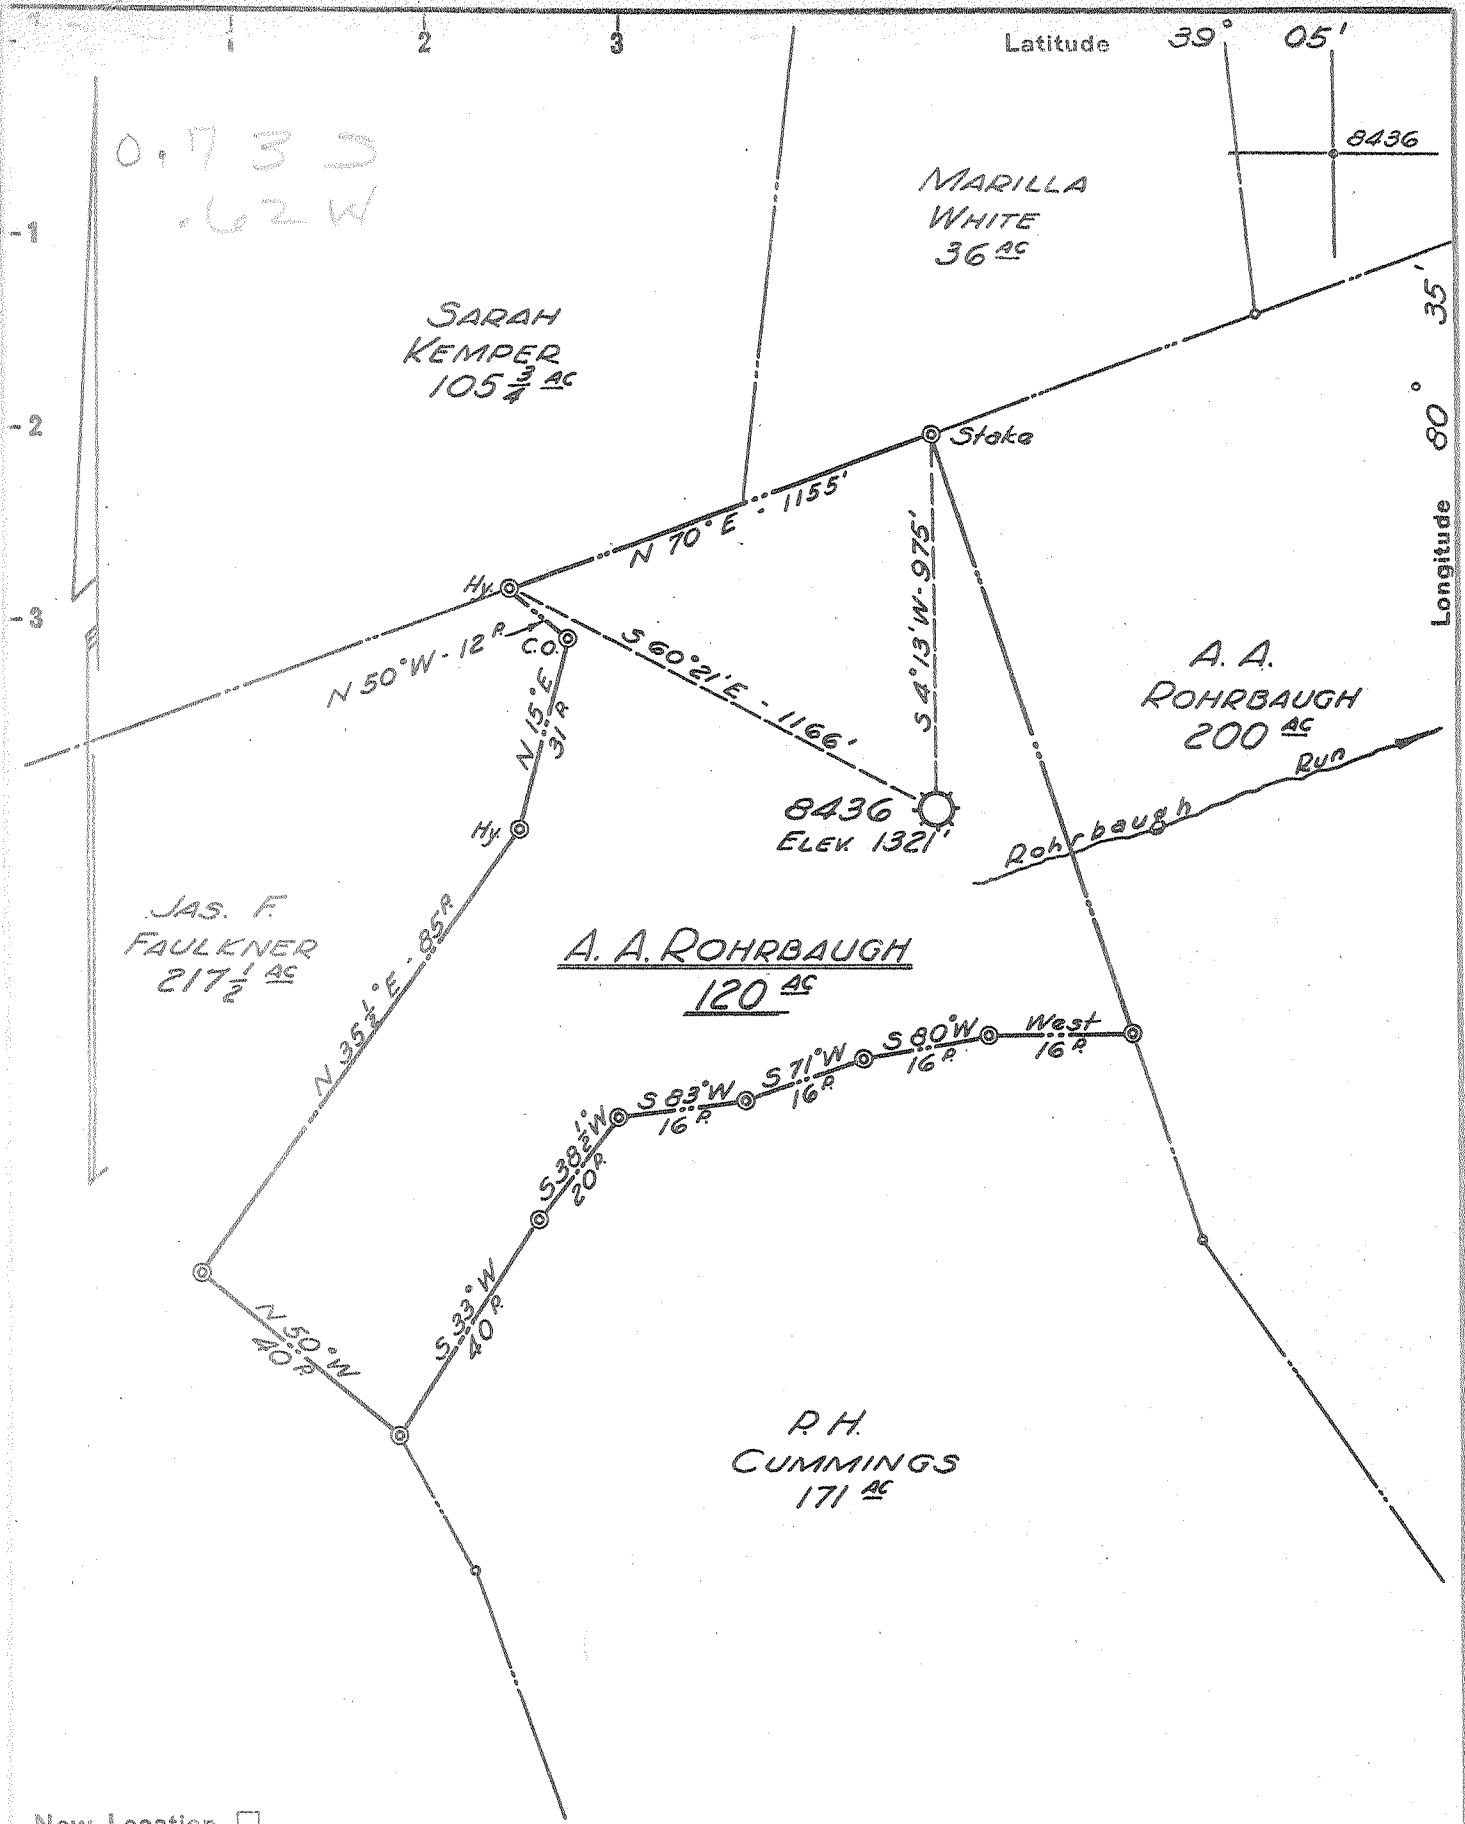 1 2 3
Latitude 39° 05'
8436
0.73 S
.62 W
-1
-2
-3
MARILLA
WHITE
36 AC
SARAH
KEMPER
105 3/4 AC
35'
80°
Longitude
Stake
N 70° E - 1155'
Hy.
N 50° W - 12 P.
C.O.
S 60° 21' E - 1166'
S 4° 13' W - 975'
N 15° E
31 P.
A. A.
ROHRBAUGH
200 AC
Rohrbaugh Run
8436
ELEV. 1321'
Hy.
JAS. F.
FAULKNER
217 1/2 AC
N 35 1/2° E - 85 P.
A. A. ROHRBAUGH
120 AC
West
16 P.
S 80° W
16 P.
S 71° W
16 P.
S 83° W
16 P.
S 38 1/2° W
20 P.
S 33° W
40 P.
N 50° W
40 P.
P. H.
CUMMINGS
171 AC
New Location